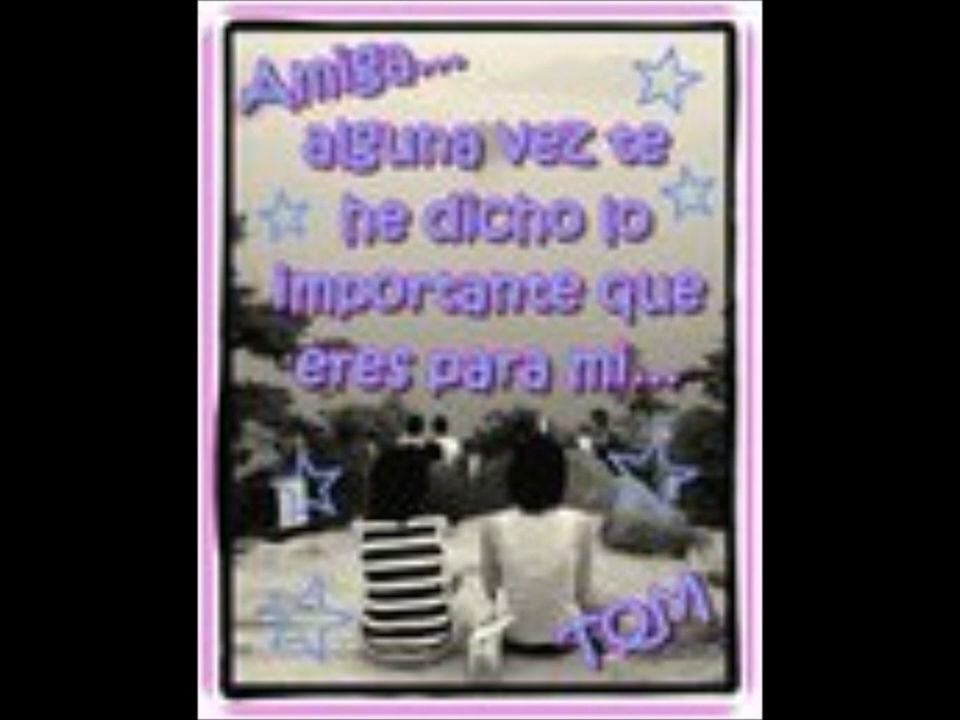 Amiga...
alguna vez te
he dicho lo
importante que
eres para mi...
TQM